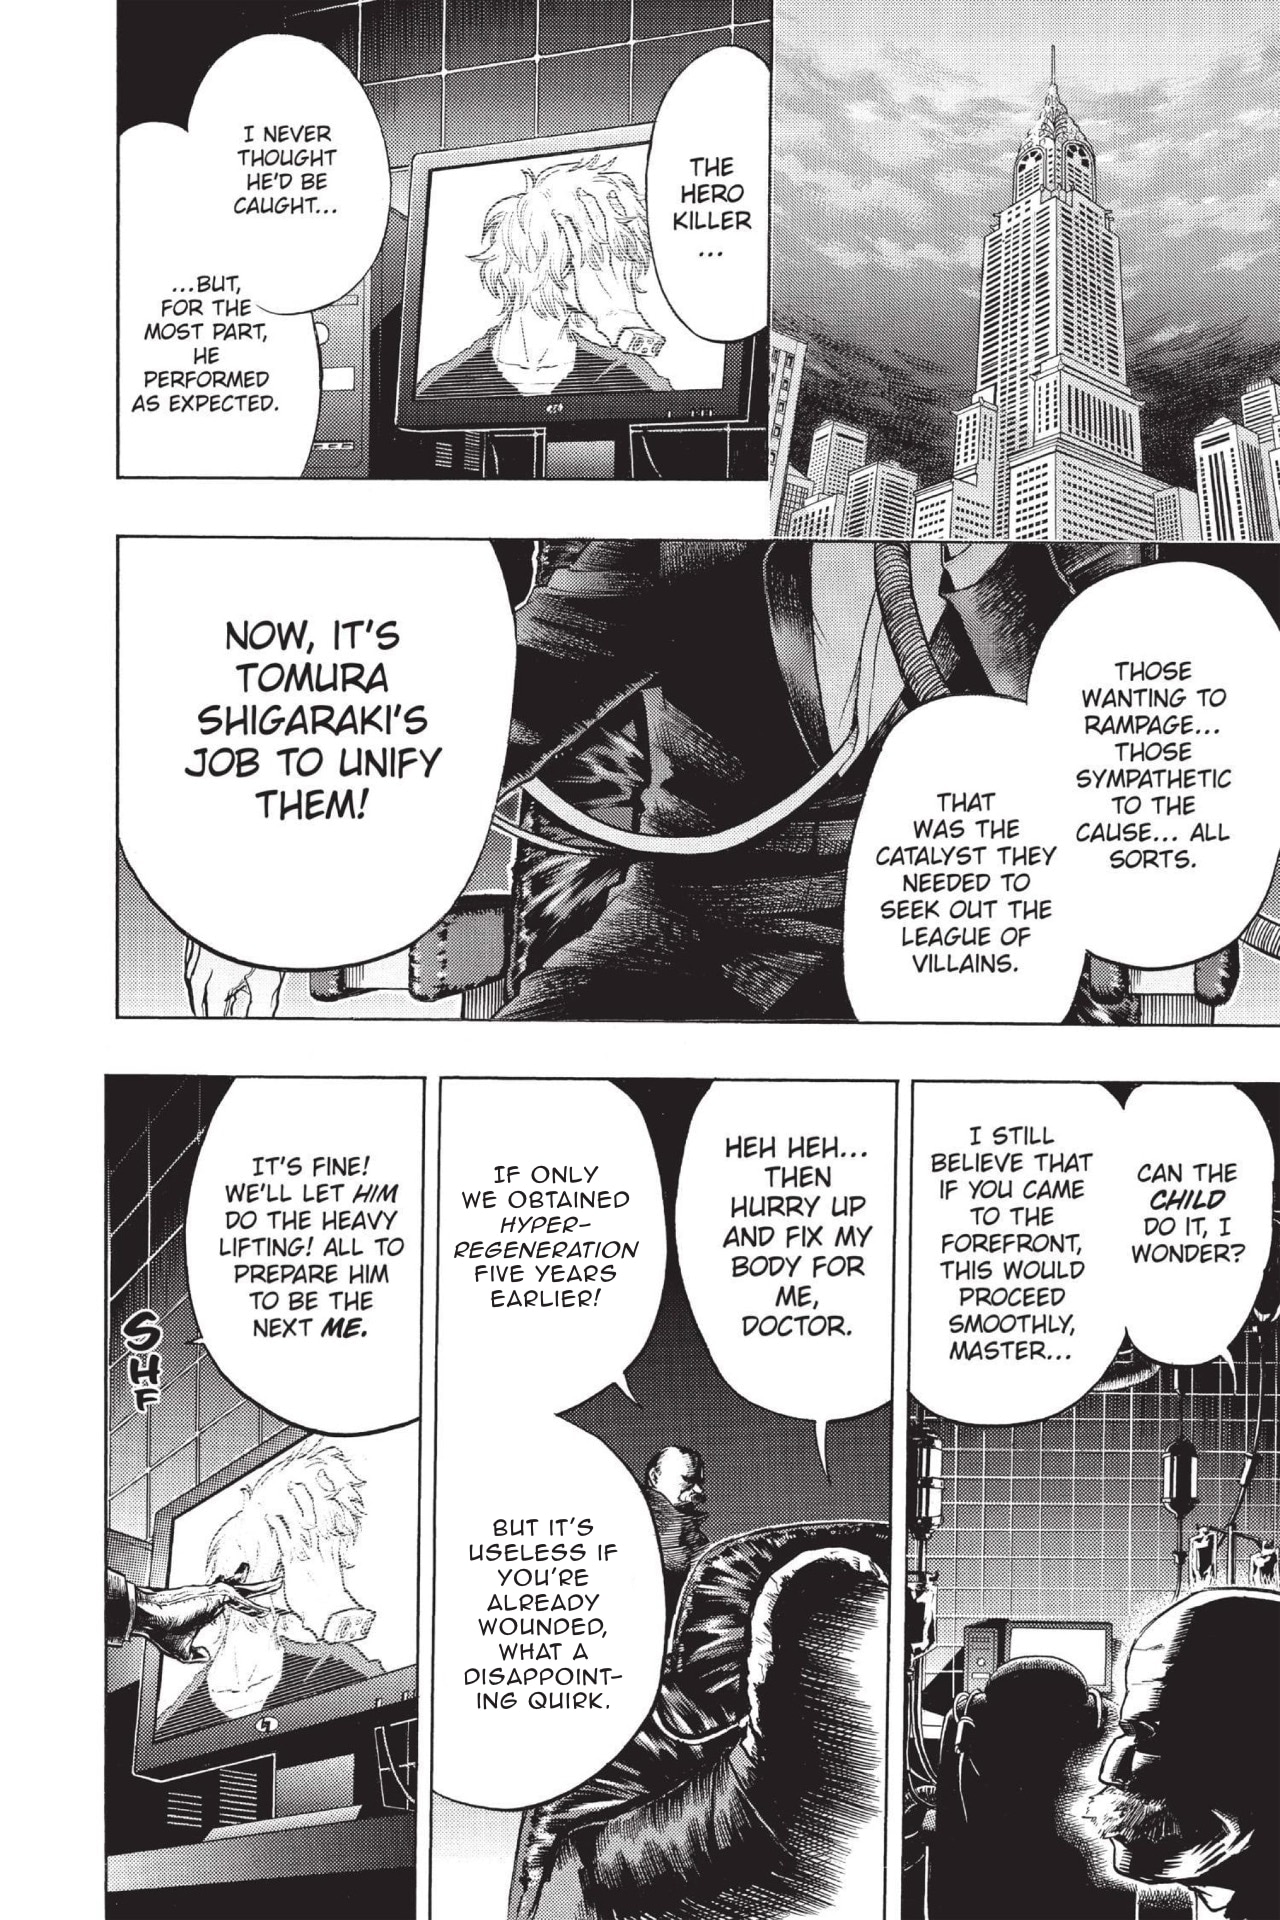 THE
HERO
KILLER
...
I NEVER
THOUGHT
HE'D BE
CAUGHT...
...BUT,
FOR THE
MOST PART,
HE
PERFORMED
AS EXPECTED.
THOSE
WANTING TO
RAMPAGE...
THOSE
SYMPATHETIC
TO THE
CAUSE... ALL
SORTS.
THAT
WAS THE
CATALYST THEY
NEEDED TO
SEEK OUT THE
LEAGUE OF
VILLAINS.
NOW, IT'S
TOMURA
SHIGARAKI'S
JOB TO UNIFY
THEM!
CAN THE
CHILD
DO IT, I
WONDER?
I STILL
BELIEVE THAT
IF YOU CAME
TO THE
FOREFRONT,
THIS WOULD
PROCEED
SMOOTHLY,
MASTER...
HEH HEH...
THEN
HURRY UP
AND FIX MY
BODY FOR
ME,
DOCTOR.
IF ONLY
WE OBTAINED
HYPER-
REGENERATION
FIVE YEARS
EARLIER!
BUT IT'S
USELESS IF
YOU'RE
ALREADY
WOUNDED,
WHAT A
DISAPPOINT-
ING QUIRK.
IT'S FINE!
WE'LL LET HIM
DO THE HEAVY
LIFTING! ALL TO
PREPARE HIM
TO BE THE
NEXT ME.
SHF